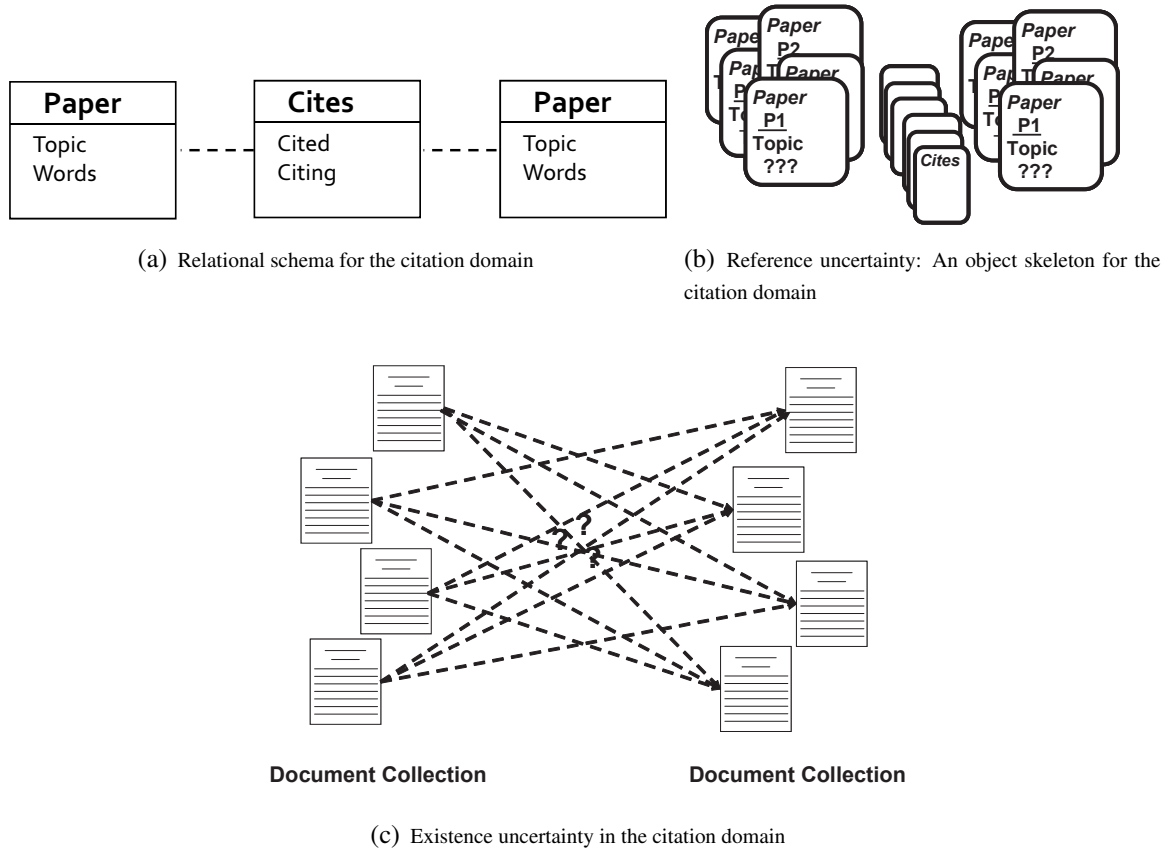 Paper
Topic
Words
Cites
Cited
Citing
Paper
Topic
Words
(a) Relational schema for the citation domain
Paper
P2
Paper
Paper
P1
Topic
???
Cites
P2
Paper
Paper
P1
Topic
???
(b) Reference uncertainty: An object skeleton for the
citation domain
?
?
?
Document Collection
Document Collection
(c) Existence uncertainty in the citation domain